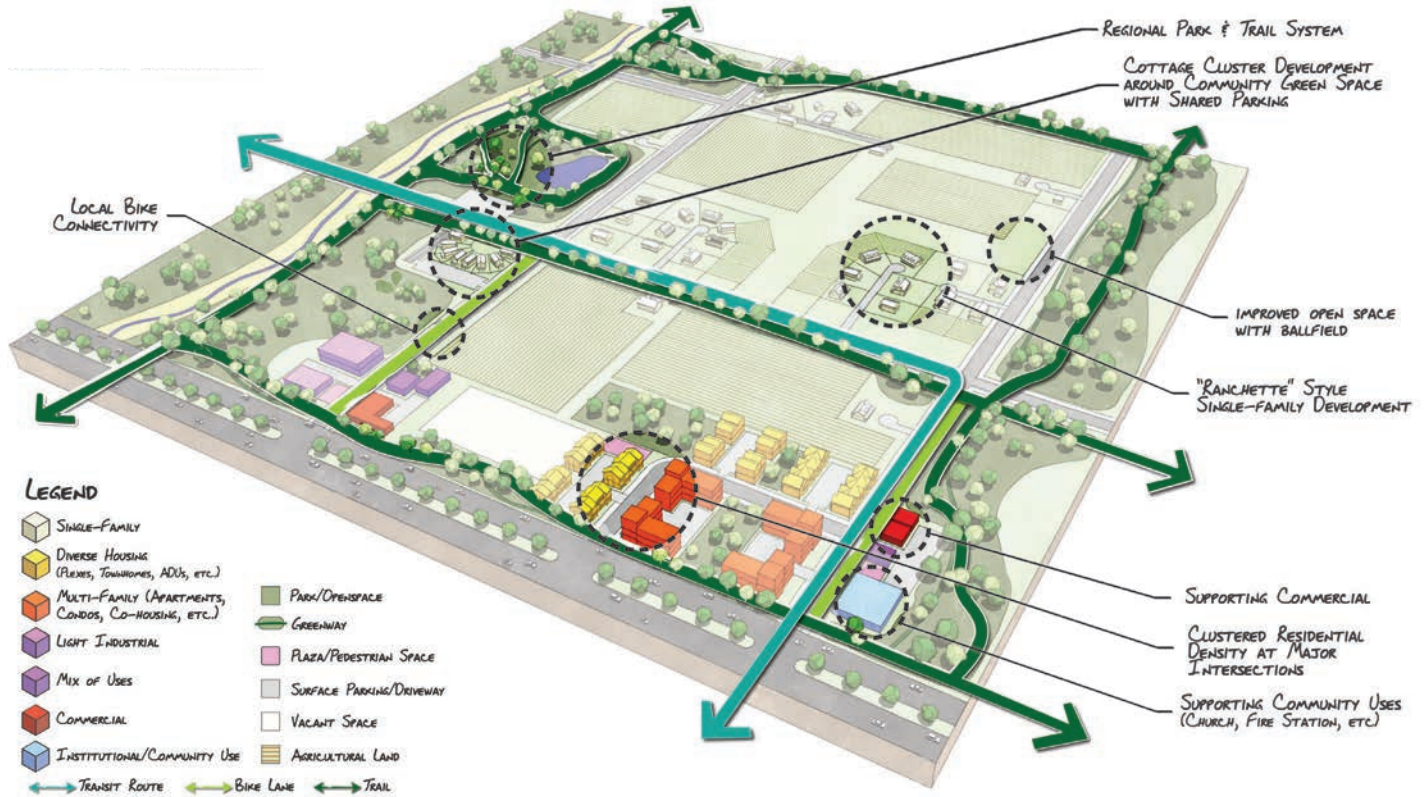 Regional Park & Trail System
Cottage Cluster Development
around Community Green Space
with Shared Parking
Local Bike
Connectivity
Improved open space
with ballfield
"Ranchette" Style
Single-Family Development
Supporting Commercial
Clustered Residential
Density at Major
Intersections
Supporting Community Uses
(Church, Fire Station, etc)
Legend
Single-Family
Diverse Housing
(Plexes, Townhomes, ADUs, etc.)
Multi-Family (Apartments,
Condos, Co-housing, etc.)
Light Industrial
Mix of Uses
Commercial
Institutional/Community Use
Park/Openspace
Greenway
Plaza/Pedestrian Space
Surface Parking/Driveway
Vacant Space
Agricultural Land
Transit Route
Bike Lane
Trail